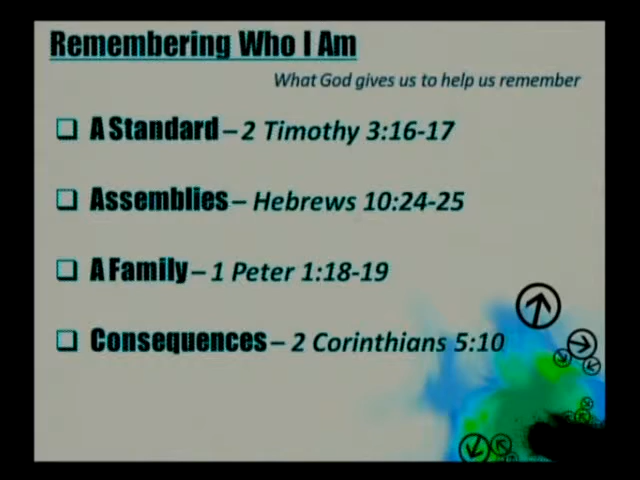 Remembering Who I Am
What God gives us to help us remember
A Standard – 2 Timothy 3:16-17
Assemblies – Hebrews 10:24-25
A Family – 1 Peter 1:18-19
Consequences – 2 Corinthians 5:10